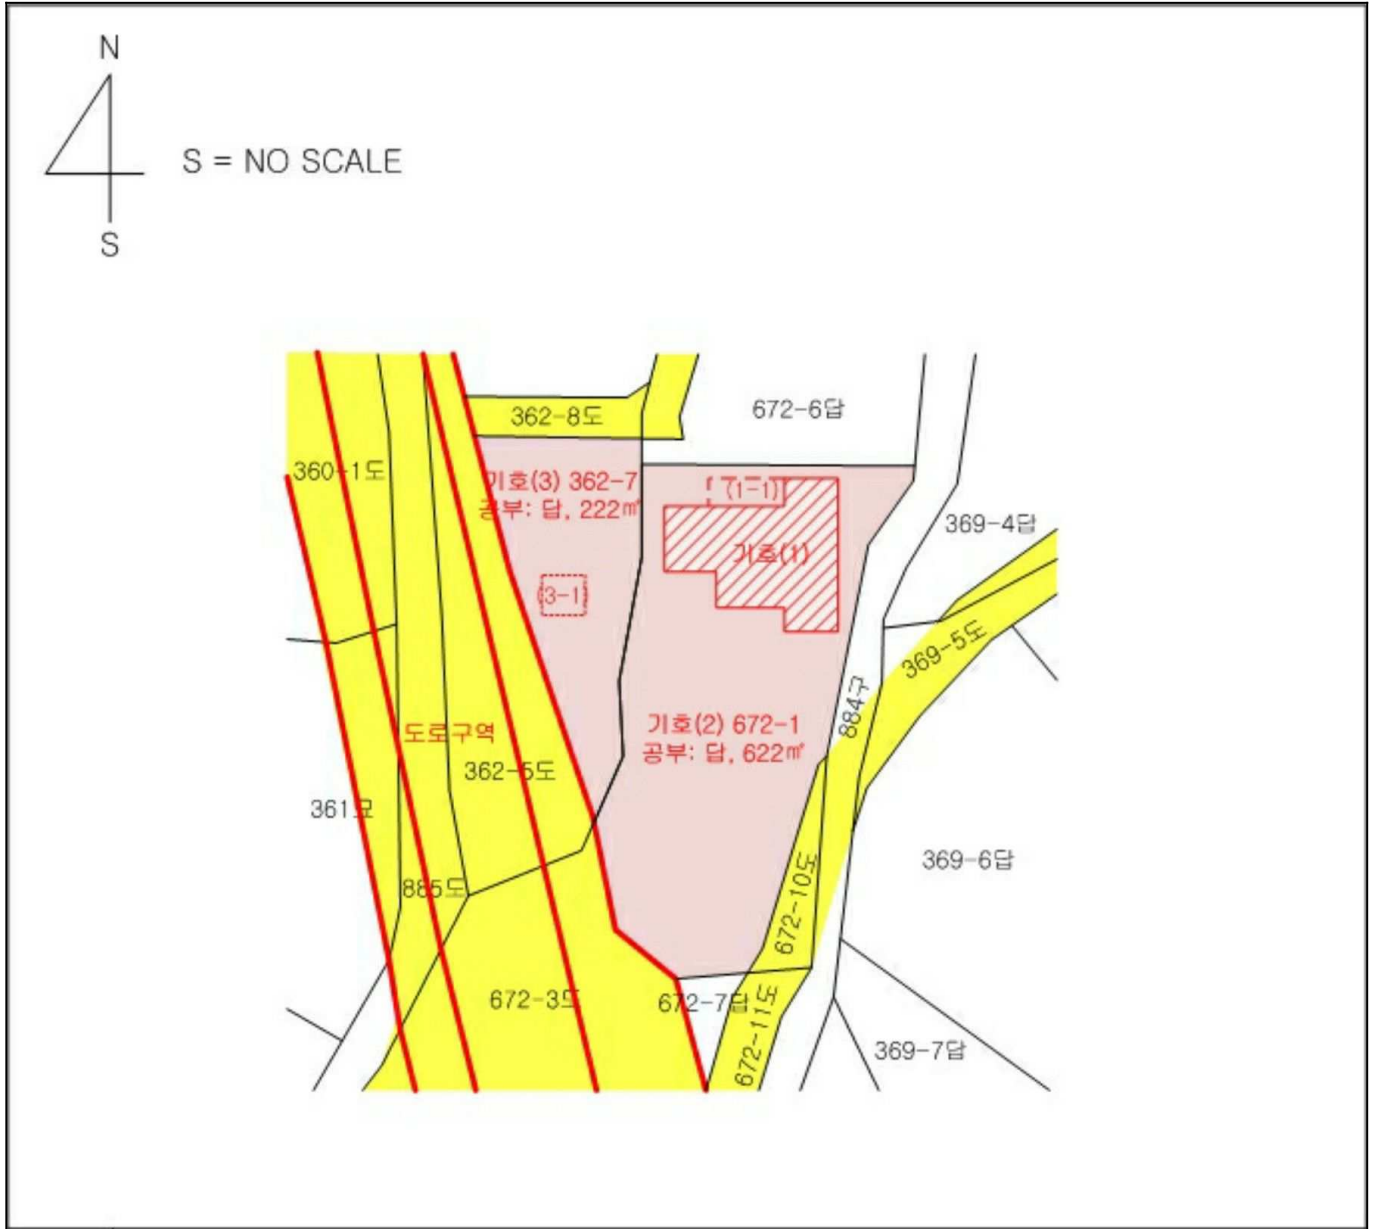 N
S = NO SCALE
S
362-8도
672-6답
360-1도
기호(3) 362-7
공부: 답, 222㎡
(1-1)
기호(1)
369-4답
(3-1)
369-5도
884구
기호(2) 672-1
공부: 답, 622㎡
도로구역
362-5도
361묘
369-6답
885도
672-10도
672-3도
672-7답
672-11도
369-7답